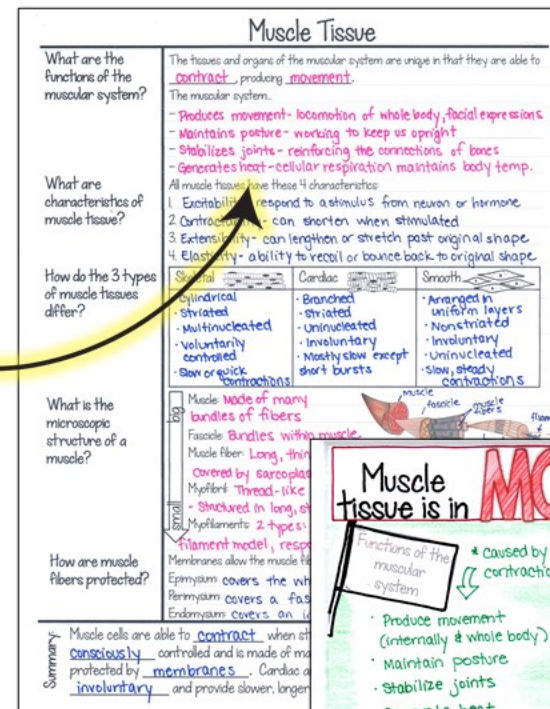 Muscle Tissue
What are the
functions of the
muscular system?
The tissues and organs of the muscular system are unique in that they are able to
contract, producing movement.
The muscular system...
- Produces movement- locomotion of whole body, facial expressions
- Maintains posture- working to keep us upright
- Stabilizes joints- reinforcing the connections of bones
- Generates heat-cellular respiration maintains body temp.
What are
characteristics of
muscle tissue?
All muscle tissues have these 4 characteristics:
1. respond to a stimulus from neuron or hormone
2. can shorten when stimulated
3. Extensibility- can lengthen or stretch past original shape
4. Elasticity- ability to recoil or bounce back to original shape
How do the 3 types
of muscle tissues
differ?
Skeletal
Cylindrical
· Striated
· Multinucleated
· Voluntarily
controlled
· Slow or quick
contractions
Cardiac
· Branched
· Striated
· Uninucleated
· Involuntary
· Mostly slow except
short bursts
Smooth
· Arranged in
uniform layers
· Nonstriated
· Involuntary
· Uninucleated
· Slow, steady
contractions
What is the
microscopic
structure of a
muscle?
big
small
Muscle: Made of many
bundles of fibers
Fascicle: Bundles within muscle
Muscle fiber: Long, thin
covered by
Myofibril: Thread-like
- Structured in long,
Myofilaments: 2 types:
filament model,
muscle
fascicle
muscle
fibers
How are muscle
fibers protected?
Membranes allow the muscle
Epimysium: covers the
Perimysium: covers a
Endomysium: covers an
Summary:
Muscle cells are able to contract when
consciously controlled and is made of
protected by membranes. Cardiac
involuntary and provide slower, longer
Muscle
tissue is in
Functions of the
muscular
system
* caused by
· Produce movement
(internally & whole body)
· Maintain posture
· Stabilize joints